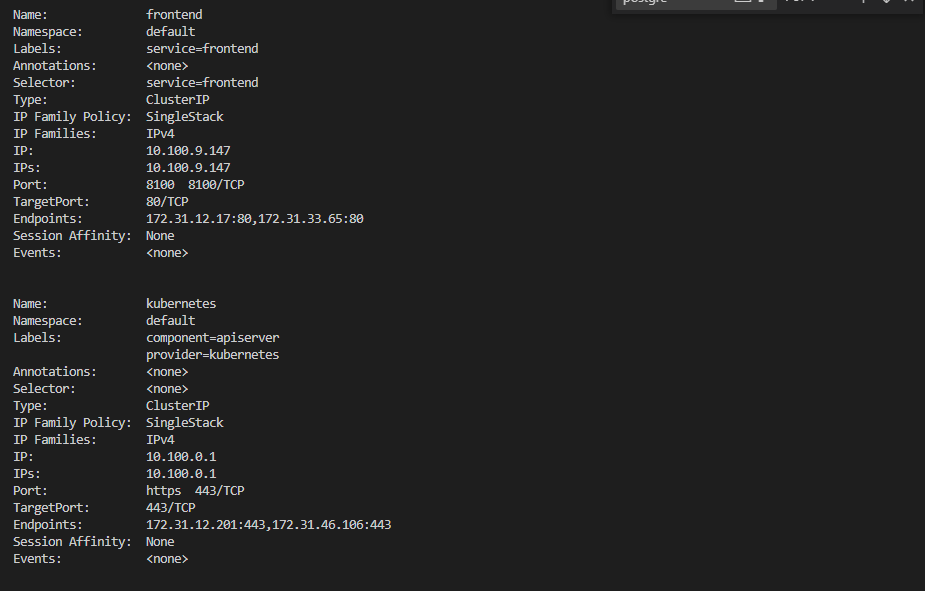 Name: frontend
Namespace: default
Labels: service=frontend
Annotations: <none>
Selector: service=frontend
Type: ClusterIP
IP Family Policy: SingleStack
IP Families: IPv4
IP: 10.100.9.147
IPs: 10.100.9.147
Port: 8100 8100/TCP
TargetPort: 80/TCP
Endpoints: 172.31.12.17:80,172.31.33.65:80
Session Affinity: None
Events: <none>
Name: kubernetes
Namespace: default
Labels: component=apiserver
provider=kubernetes
Annotations: <none>
Selector: <none>
Type: ClusterIP
IP Family Policy: SingleStack
IP Families: IPv4
IP: 10.100.0.1
IPs: 10.100.0.1
Port: https 443/TCP
TargetPort: 443/TCP
Endpoints: 172.31.12.201:443,172.31.46.106:443
Session Affinity: None
Events: <none>